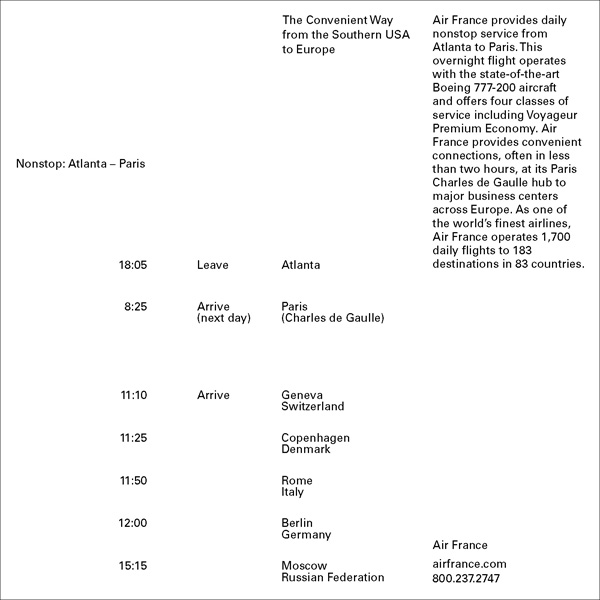 The Convenient Way
from the Southern USA
to Europe
Air France provides daily
nonstop service from
Atlanta to Paris. This
overnight flight operates
with the state-of-the-art
Boeing 777-200 aircraft
and offers four classes of
service including Voyageur
Premium Economy. Air
France provides convenient
connections, often in less
than two hours, at its Paris
Charles de Gaulle hub to
major business centers
across Europe. As one of
the world's finest airlines,
Air France operates 1,700
daily flights to 183
destinations in 83 countries.
Nonstop: Atlanta – Paris
18:05 Leave Atlanta
8:25 Arrive Paris
(next day) (Charles de Gaulle)
11:10 Arrive Geneva
Switzerland
11:25 Copenhagen
Denmark
11:50 Rome
Italy
12:00 Berlin
Germany
15:15 Moscow
Russian Federation
Air France
airfrance.com
800.237.2747